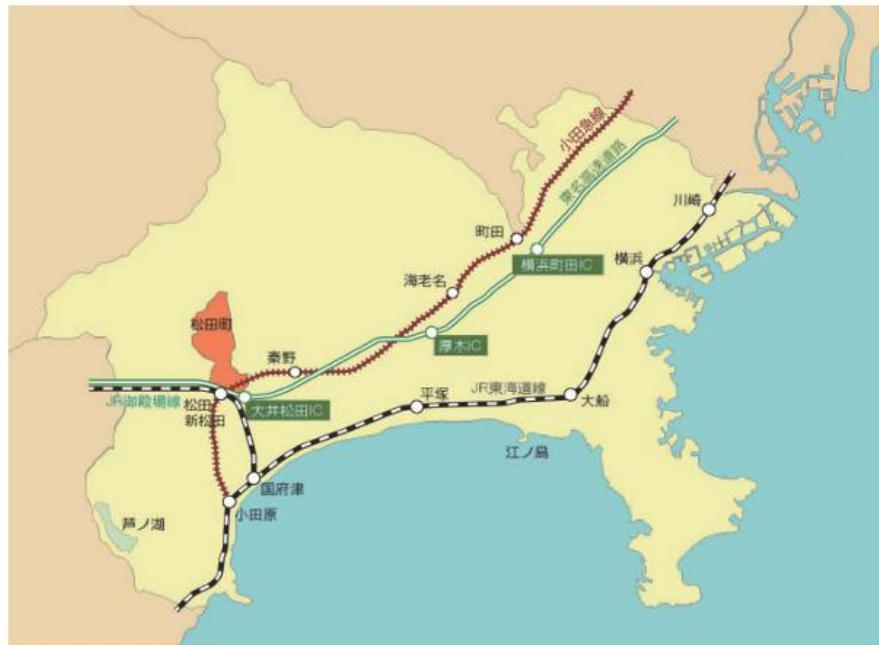 小田急線
東名高速道路
川崎
町田
横浜町田IC
横浜
海老名
松田町
厚木IC
秦野
JR東海道線
JR御殿場線
松田
新松田
大井松田IC
平塚
大船
江ノ島
国府津
小田原
芦ノ湖